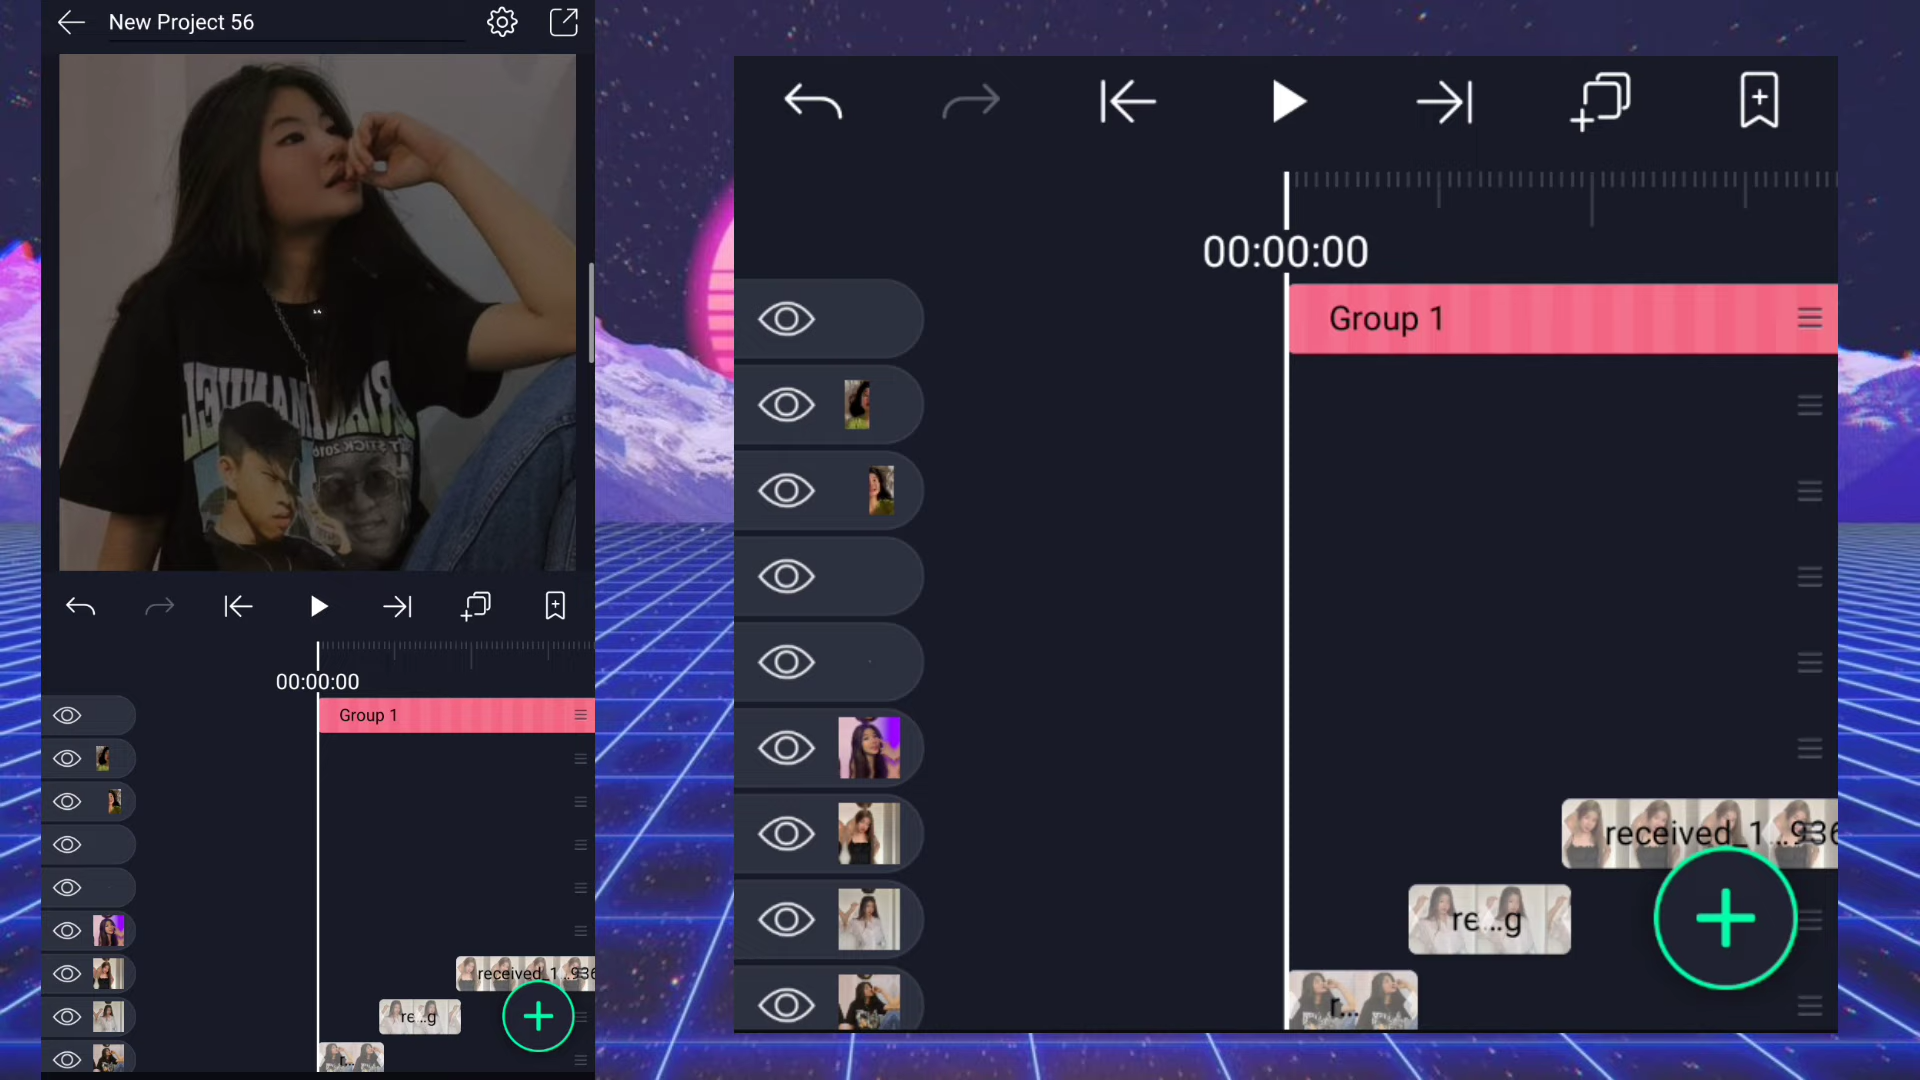 New Project 56
00:00:00
Group 1
received_1...936
re...g
r...
00:00:00
Group 1
received_1...936
re...g
r...